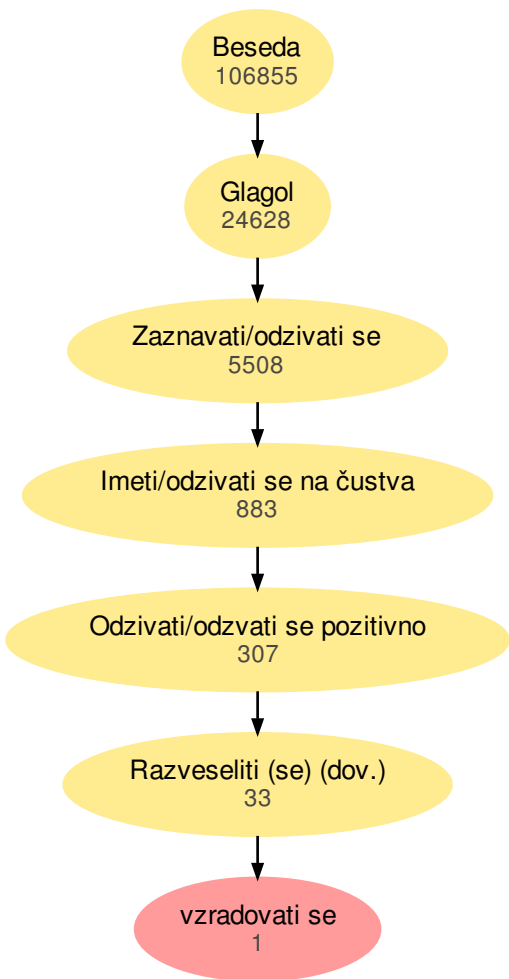 Beseda
106855
Glagol
24628
Zaznavati/odzivati se
5508
Imeti/odzivati se na čustva
883
Odzivati/odzvati se pozitivno
307
Razveseliti (se) (dov.)
33
vzradovati se
1